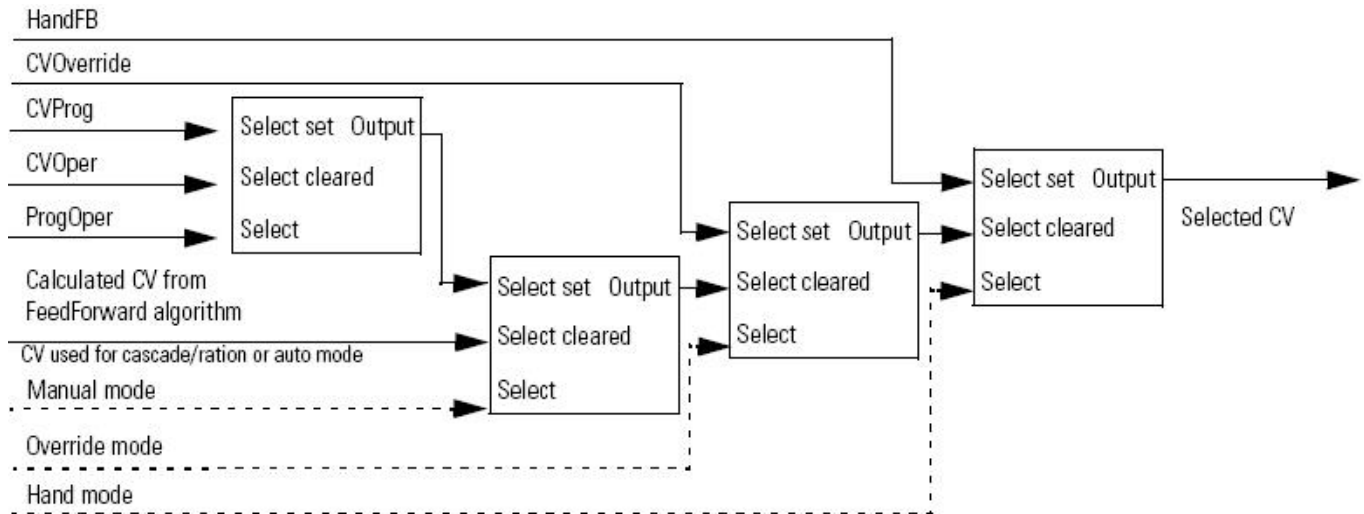 HandFB
CVOverride
CVProg
CVOper
ProgOper
Select set Output
Select cleared
Select
Calculated CV from
FeedForward algorithm
CV used for cascade/ration or auto mode
Manual mode
Override mode
Hand mode
Select set Output
Select cleared
Select
Select set Output
Select cleared
Select
Select set Output
Select cleared
Select
Selected CV